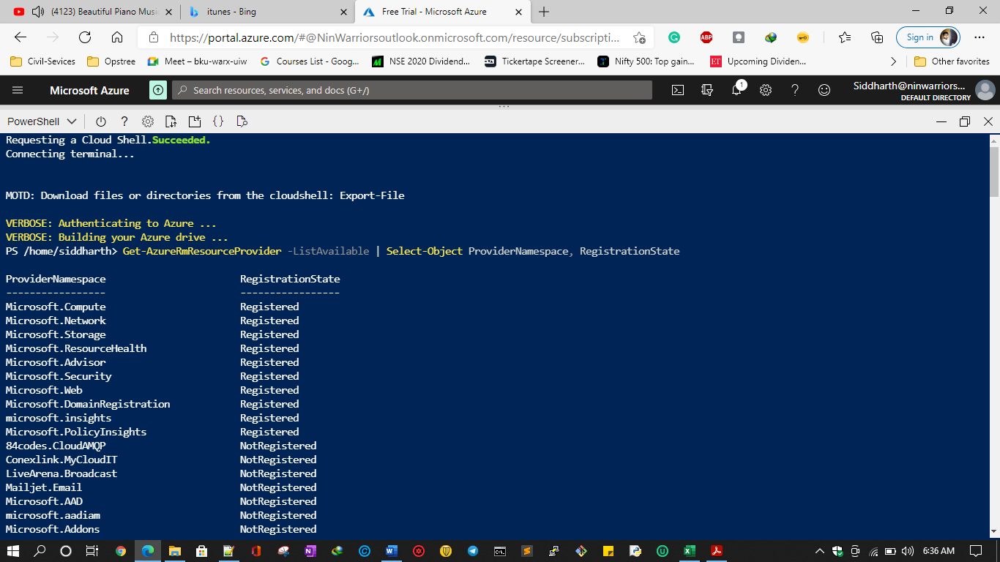 (4123) Beautiful Piano Musi
itunes - Bing
Free Trial - Microsoft Azure
https://portal.azure.com/#@NinWarriorsoutlook.onmicrosoft.com/resource/subscripti...
ABP
Sign in
Civil-Sevices
Opstree
Meet – bku-warx-uiw
Courses List - Goog...
NSE 2020 Dividend...
Tickertape Screener...
Nifty 500: Top gain...
ET
Upcoming Dividen...
Other favorites
Microsoft Azure
Search resources, services, and docs (G+/)
1
Siddharth@ninwarriors...
DEFAULT DIRECTORY
PowerShell
Requesting a Cloud Shell.Succeeded.
Connecting terminal...
MOTD: Download files or directories from the cloudshell: Export-File
VERBOSE: Authenticating to Azure ...
VERBOSE: Building your Azure drive ...
PS /home/siddharth> Get-AzureRmResourceProvider -ListAvailable | Select-Object ProviderNamespace, RegistrationState
ProviderNamespace RegistrationState
----------------- -----------------
Microsoft.Compute Registered
Microsoft.Network Registered
Microsoft.Storage Registered
Microsoft.ResourceHealth Registered
Microsoft.Advisor Registered
Microsoft.Security Registered
Microsoft.Web Registered
Microsoft.DomainRegistration Registered
microsoft.insights Registered
Microsoft.PolicyInsights Registered
84codes.CloudAMQP NotRegistered
Conexlink.MyCloudIT NotRegistered
LiveArena.Broadcast NotRegistered
Mailjet.Email NotRegistered
Microsoft.AAD NotRegistered
microsoft.aadiam NotRegistered
Microsoft.Addons NotRegistered
6:36 AM